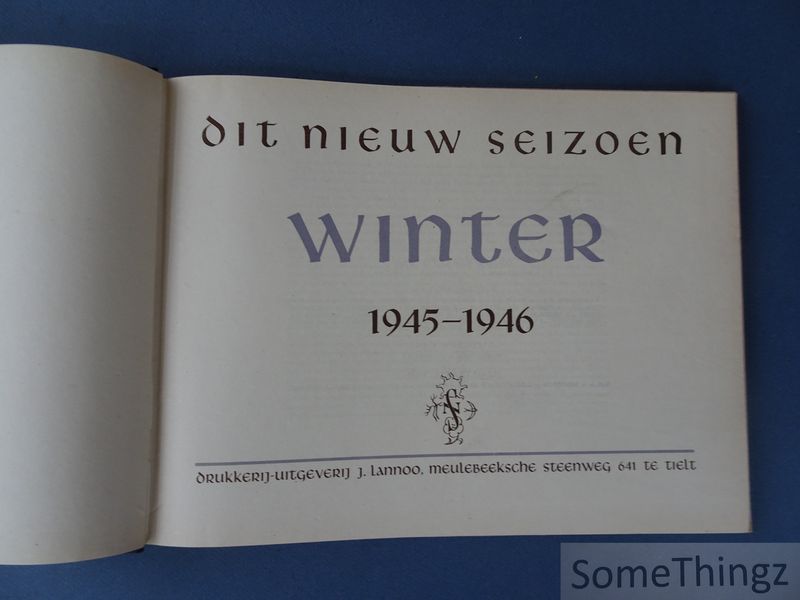 dit nieuw seizoen
WINTER
1945–1946
drukkerij-uitgeverij j. lannoo, meulebeeksche steenweg 641 te tielt
SomeThingz